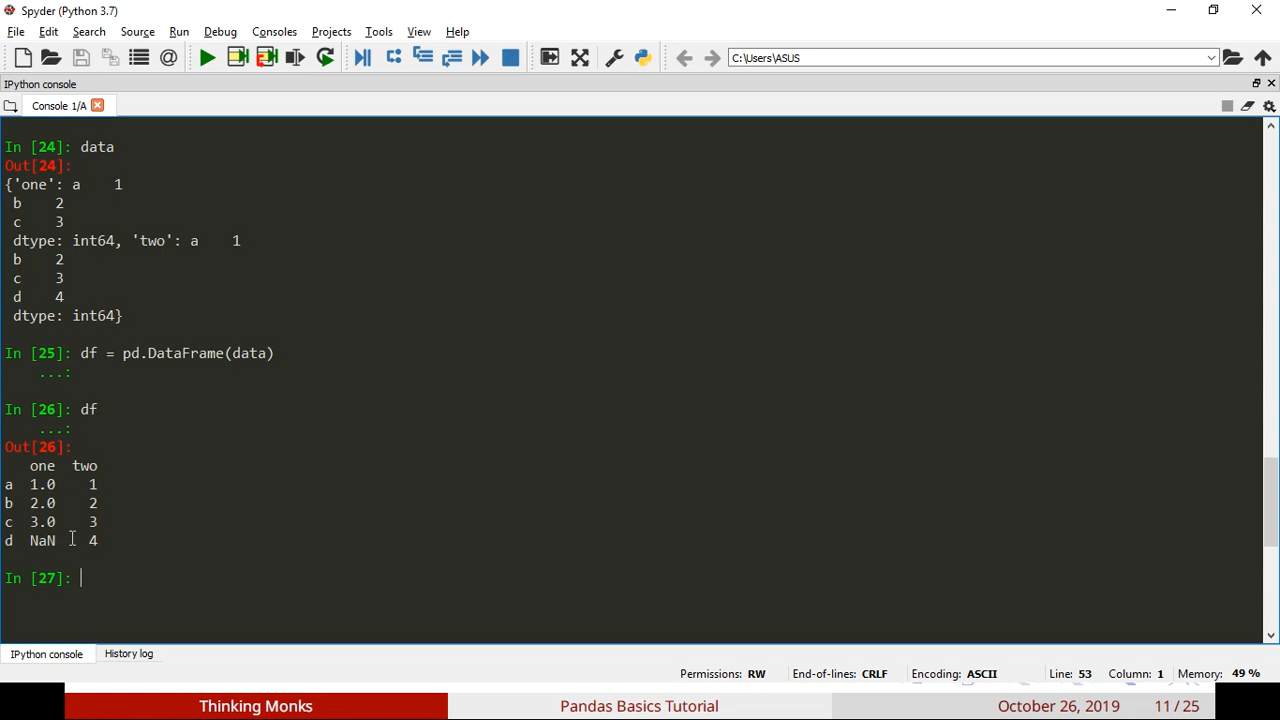 Spyder (Python 3.7)
File Edit Search Source Run Debug Consoles Projects Tools View Help
C:\Users\ASUS
IPython console
Console 1/A
In [24]: data
Out[24]:
{'one': a    1
 b    2
 c    3
 dtype: int64, 'two': a    1
 b    2
 c    3
 d    4
 dtype: int64}
In [25]: df = pd.DataFrame(data)
    ...:
In [26]: df
    ...:
Out[26]:
   one  two
a  1.0    1
b  2.0    2
c  3.0    3
d  NaN    4
In [27]:
IPython console History log
Permissions: RW End-of-lines: CRLF Encoding: ASCII Line: 53 Column: 1 Memory: 49 %
Thinking Monks Pandas Basics Tutorial October 26, 2019 11 / 25